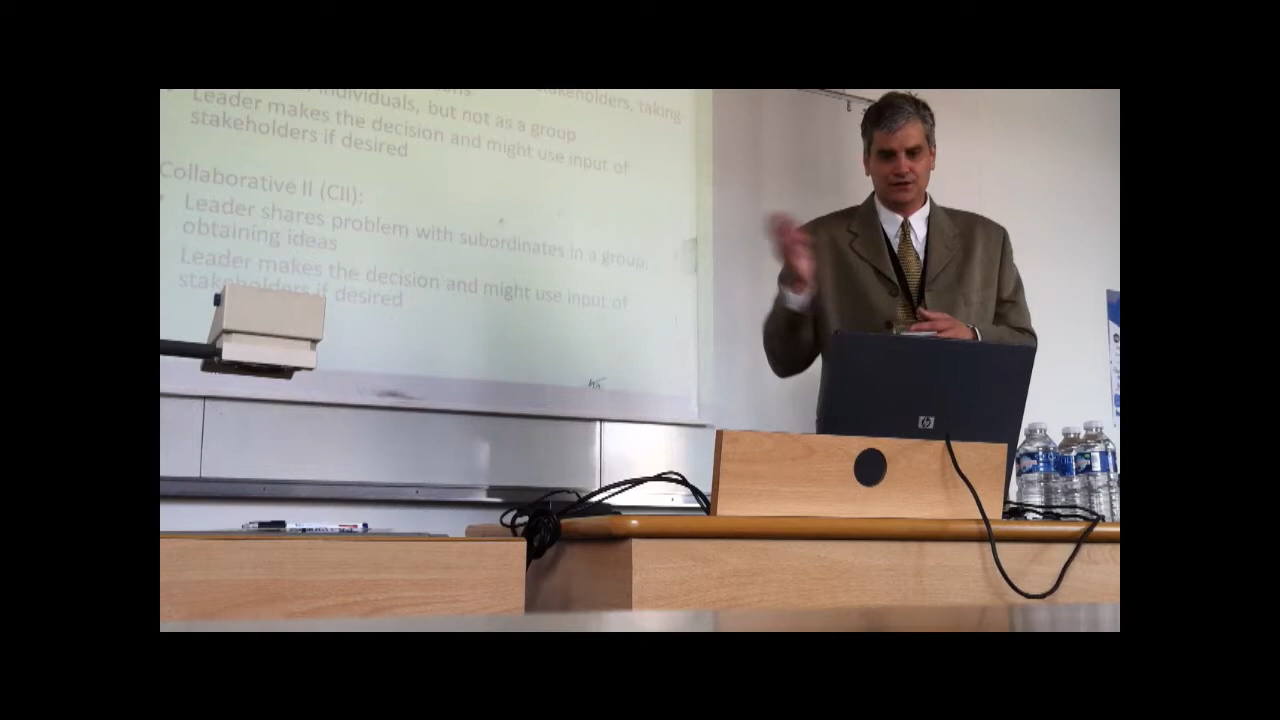 stakeholders, taking
individuals, but not as a group
Leader makes the decision and might use input of
stakeholders if desired
Collaborative II (CII):
Leader shares problem with subordinates in a group,
obtaining ideas
Leader makes the decision and might use input of
stakeholders if desired
hp